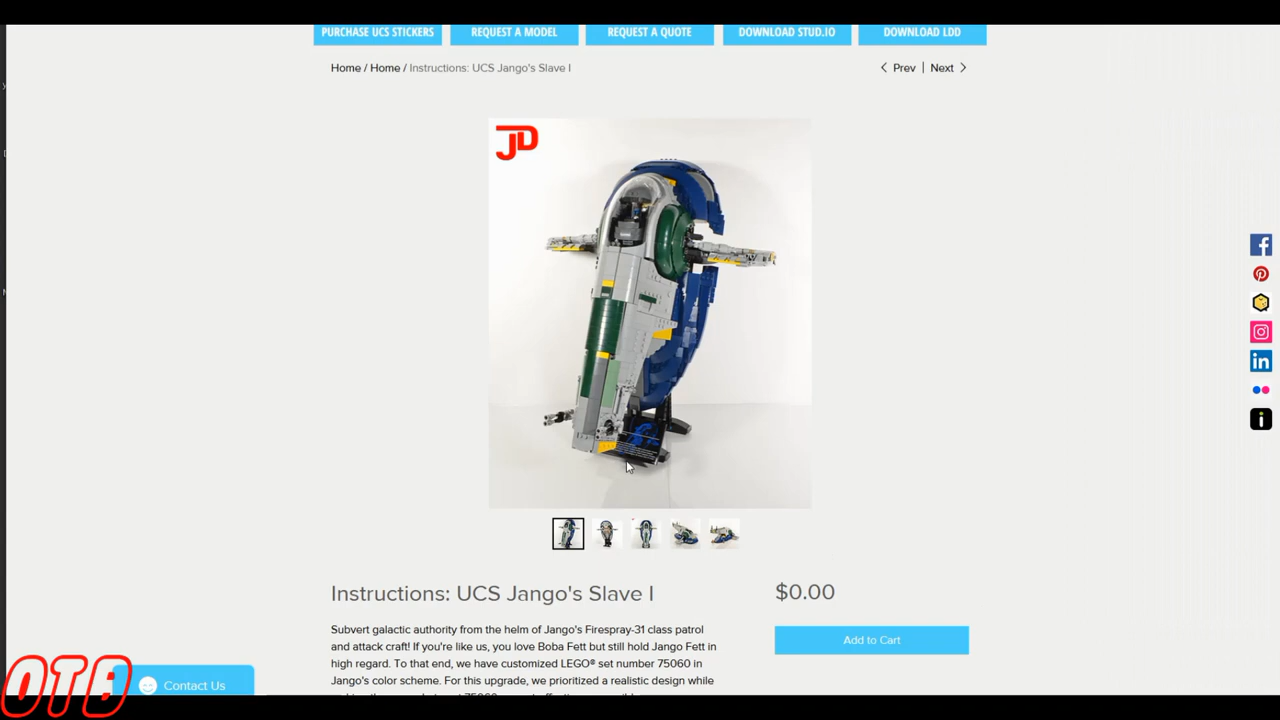 PURCHASE UCS STICKERS
REQUEST A MODEL
REQUEST A QUOTE
DOWNLOAD STUD.IO
DOWNLOAD LDD
Home / Home / Instructions: UCS Jango's Slave I
Prev | Next
JD
Instructions: UCS Jango's Slave I
$0.00
Add to Cart
Subvert galactic authority from the helm of Jango's Firespray-31 class patrol
and attack craft! If you're like us, you love Boba Fett but still hold Jango Fett in
high regard. To that end, we have customized LEGO® set number 75060 in
Jango's color scheme. For this upgrade, we prioritized a realistic design while
Contact Us
OTB